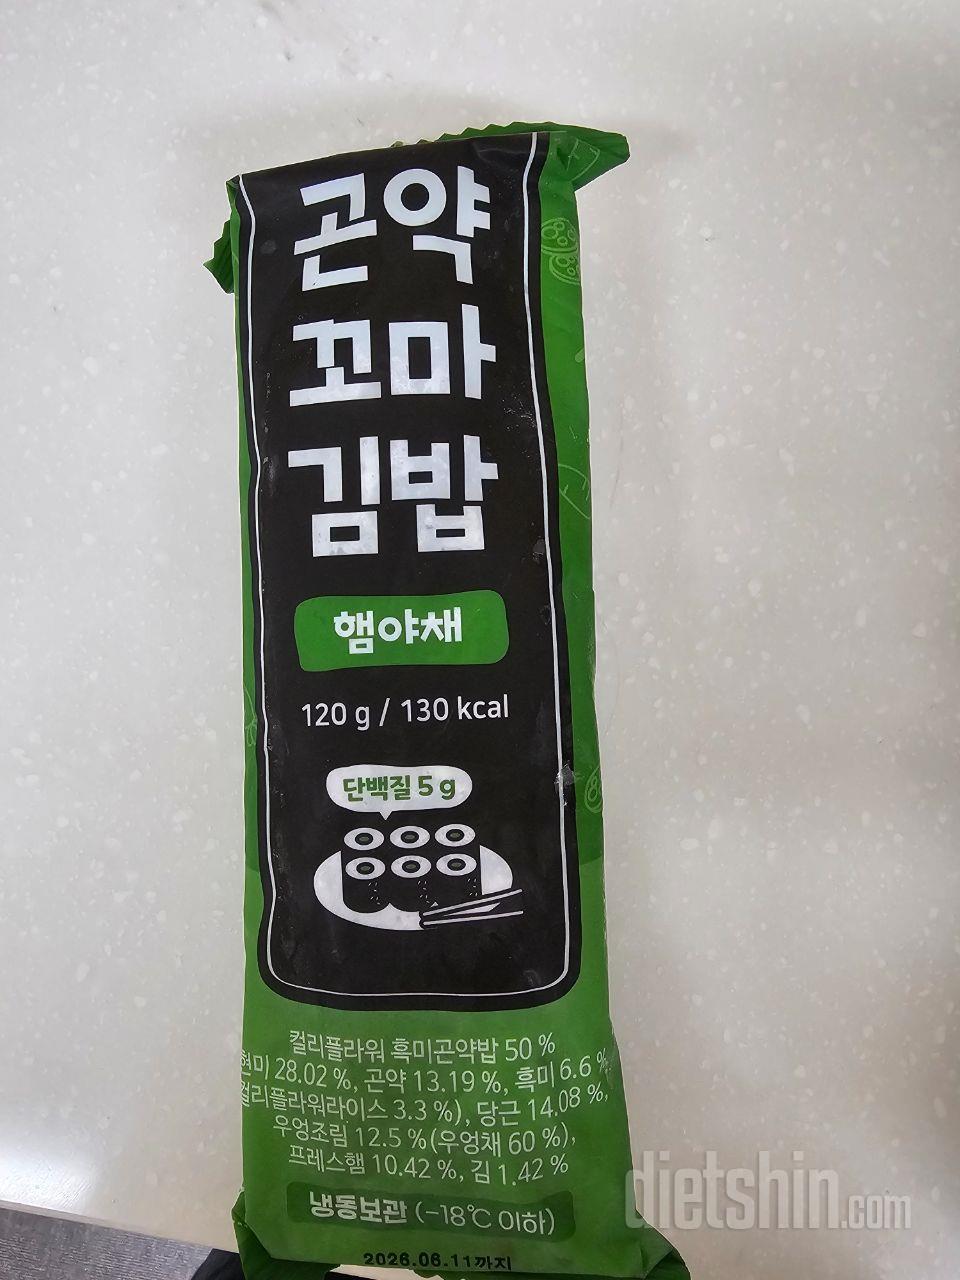 곤약
꼬마
김밥
햄야채
120 g / 130 kcal
단백질 5 g
컬리플라워 흑미곤약밥 50 %
현미 28.02 %, 곤약 13.19 %, 흑미 6.6 %,
컬리플라워라이스 3.3 %), 당근 14.08 %,
우엉조림 12.5 % (우엉채 60 %),
프레스햄 10.42 %, 김 1.42 %
냉동보관 (-18℃ 이하)
2026.06.11까지
dietshin.com